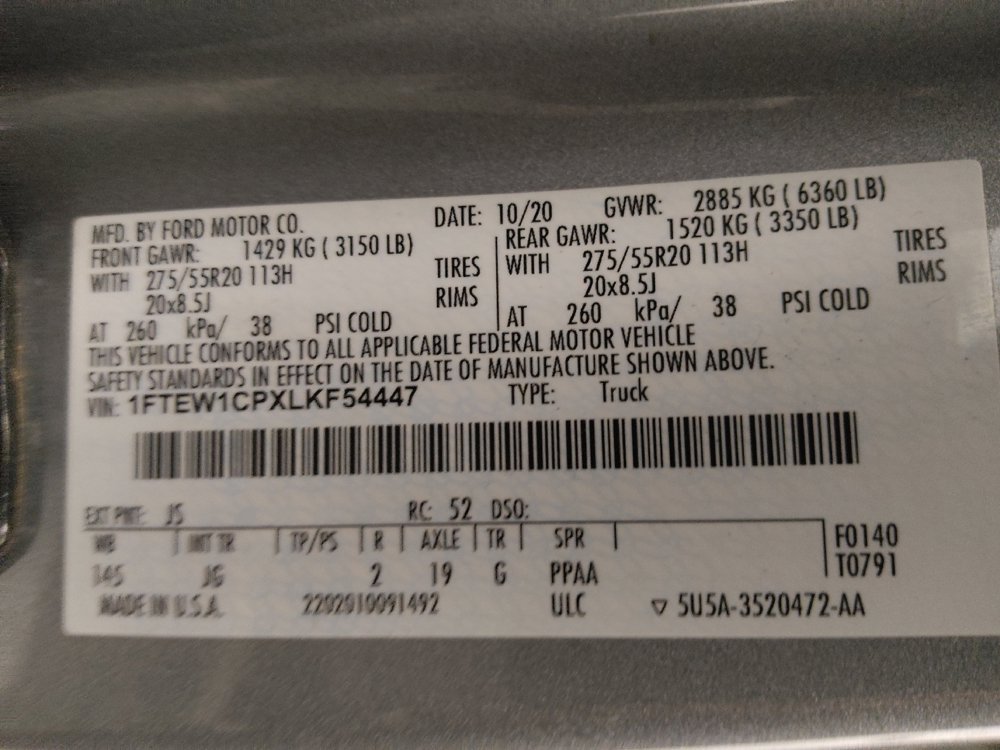 MFD. BY FORD MOTOR CO. DATE: 10/20 GVWR: 2885 KG ( 6360 LB)
FRONT GAWR: 1429 KG ( 3150 LB) REAR GAWR: 1520 KG ( 3350 LB)
WITH 275/55R20 113H TIRES WITH 275/55R20 113H TIRES
20x8.5J RIMS 20x8.5J RIMS
AT 260 kPa/ 38 PSI COLD AT 260 kPa/ 38 PSI COLD
THIS VEHICLE CONFORMS TO ALL APPLICABLE FEDERAL MOTOR VEHICLE
SAFETY STANDARDS IN EFFECT ON THE DATE OF MANUFACTURE SHOWN ABOVE.
VIN: 1FTEW1CPXLKF54447 TYPE: Truck
EXT PNT: JS RC: 52 DSO:
WB INT TR TP/PS R AXLE TR SPR F0140
145 JG 2 19 G PPAA T0791
MADE IN U.S.A. 2202010091492 ULC ▽ 5U5A-3520472-AA